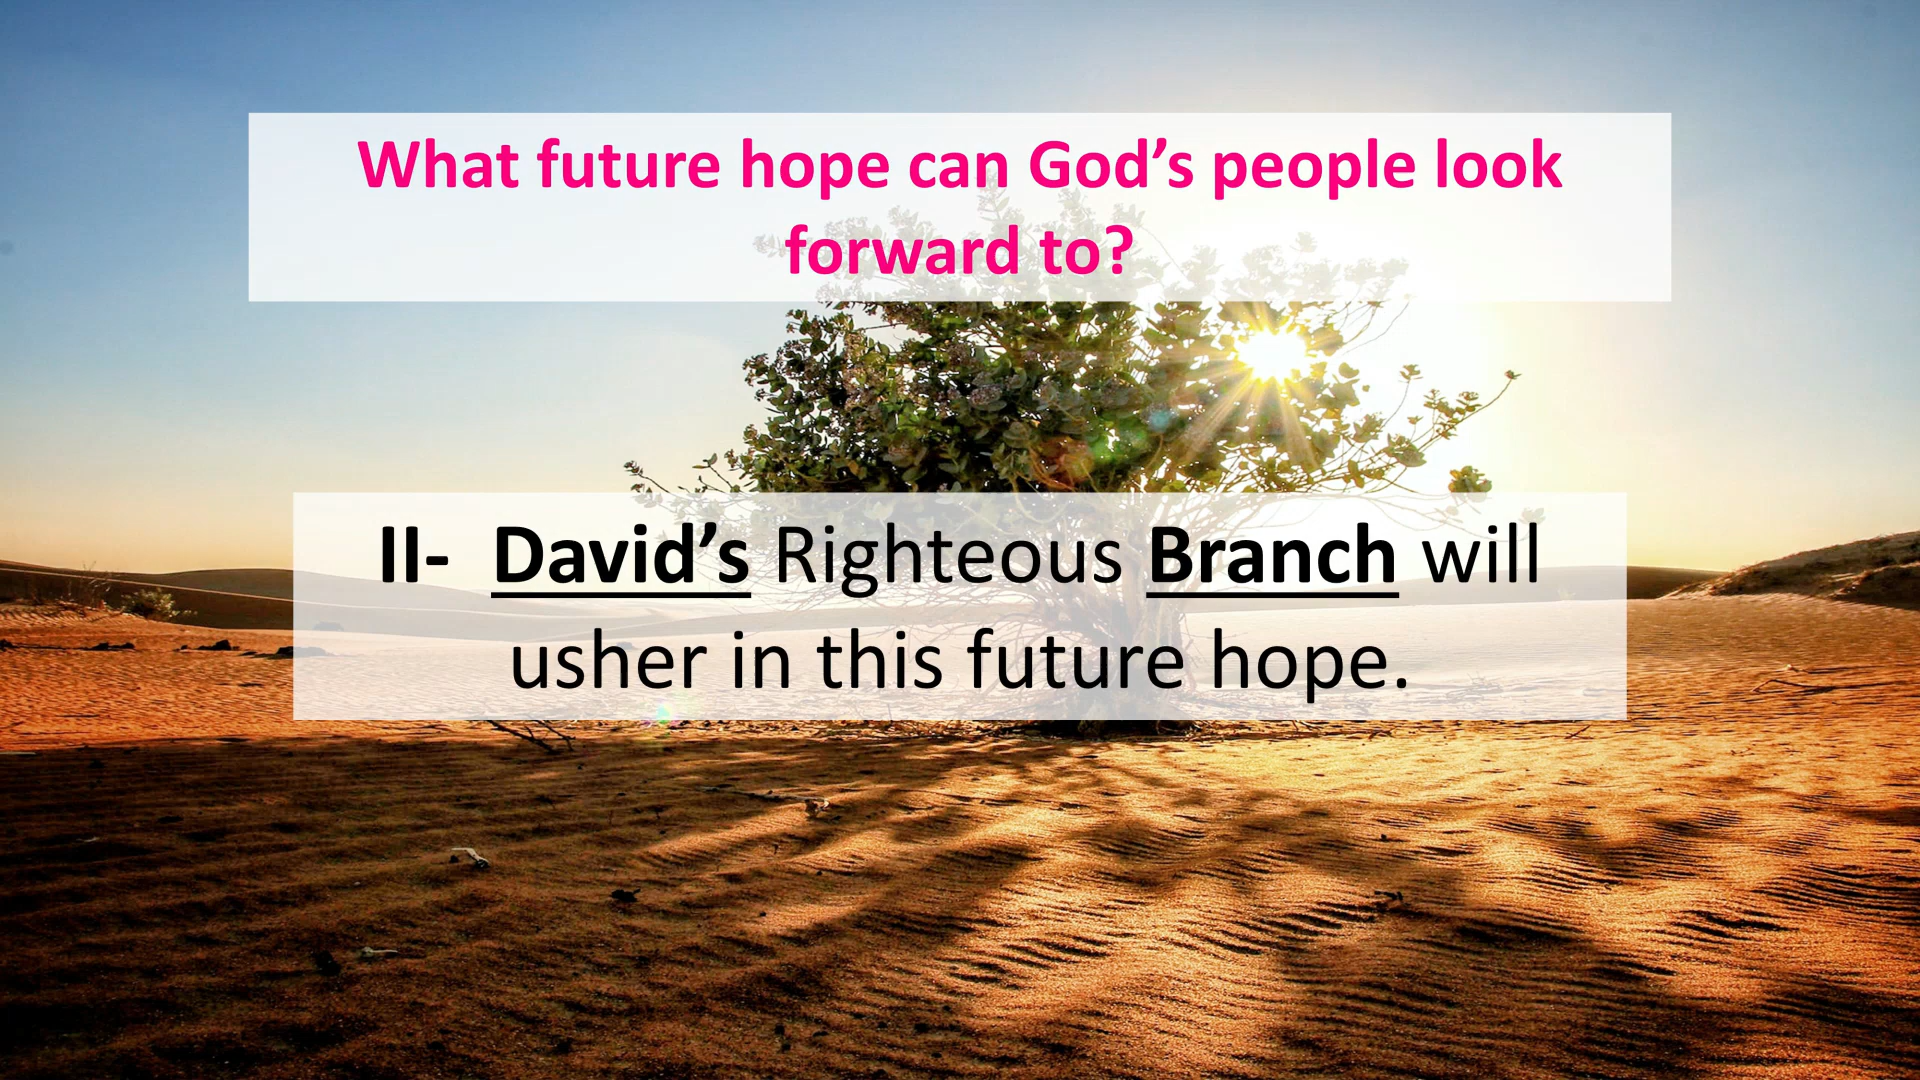 What future hope can God’s people look
forward to?
II- David’s Righteous Branch will
usher in this future hope.